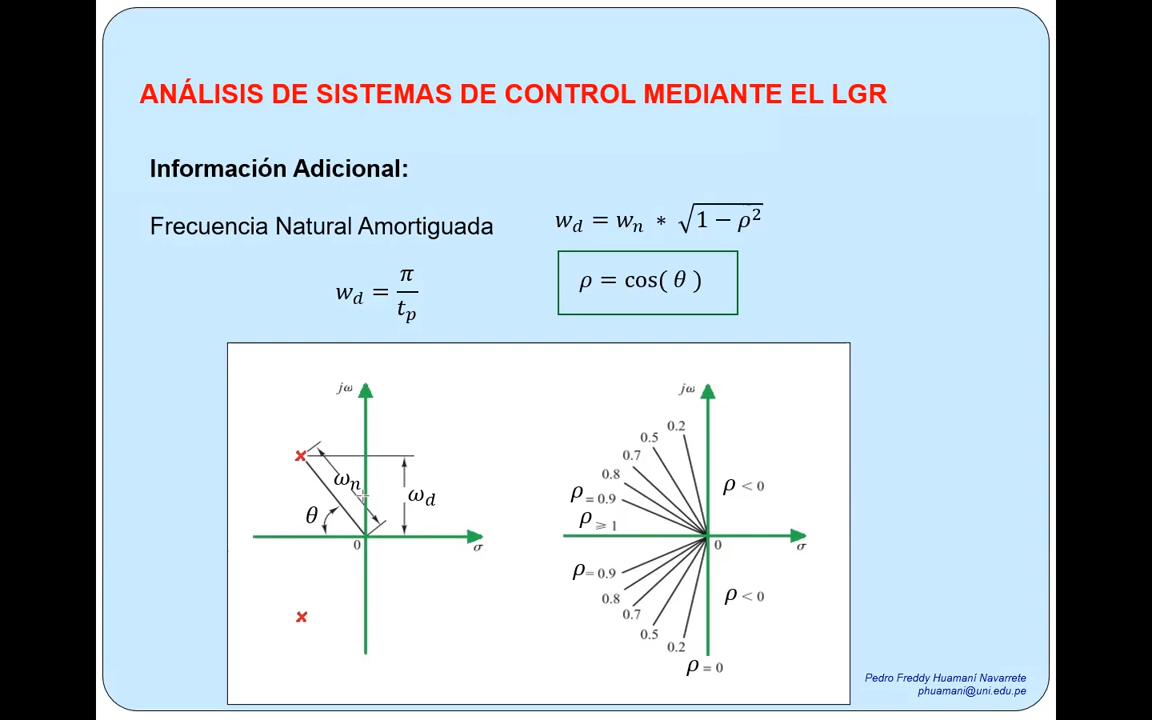 ANÁLISIS DE SISTEMAS DE CONTROL MEDIANTE EL LGR
Información Adicional:
Frecuencia Natural Amortiguada
w_d = w_n * √(1 − ρ²)
w_d = π / t_p
ρ = cos( θ )
jω
ω_n
ω_d
θ
0
σ
jω
0.2
0.5
0.7
0.8
ρ = 0.9
ρ ≥ 1
ρ < 0
0
σ
ρ = 0.9
0.8
0.7
0.5
0.2
ρ < 0
ρ = 0
Pedro Freddy Huamaní Navarrete
phuamani@uni.edu.pe